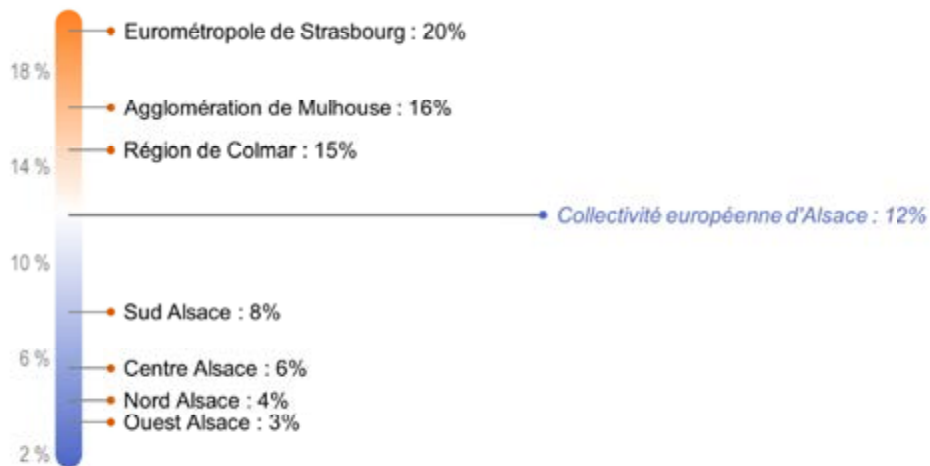 Eurométropole de Strasbourg : 20%
18 %
Agglomération de Mulhouse : 16%
Région de Colmar : 15%
14 %
Collectivité européenne d'Alsace : 12%
10 %
Sud Alsace : 8%
6 %
Centre Alsace : 6%
Nord Alsace : 4%
Ouest Alsace : 3%
2 %